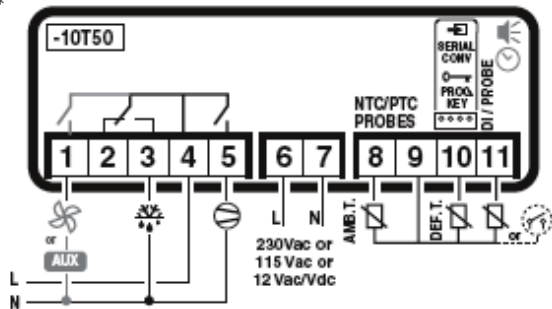 -10T50
SERIAL
CONV
PROG.
KEY
DI / PROBE
NTC/PTC
PROBES
1 2 3 4 5 6 7 8 9 10 11
or
AUX
L N
230Vac or
115 Vac or
12 Vac/Vdc
AMB.T.
DEF.T.
or
L
N